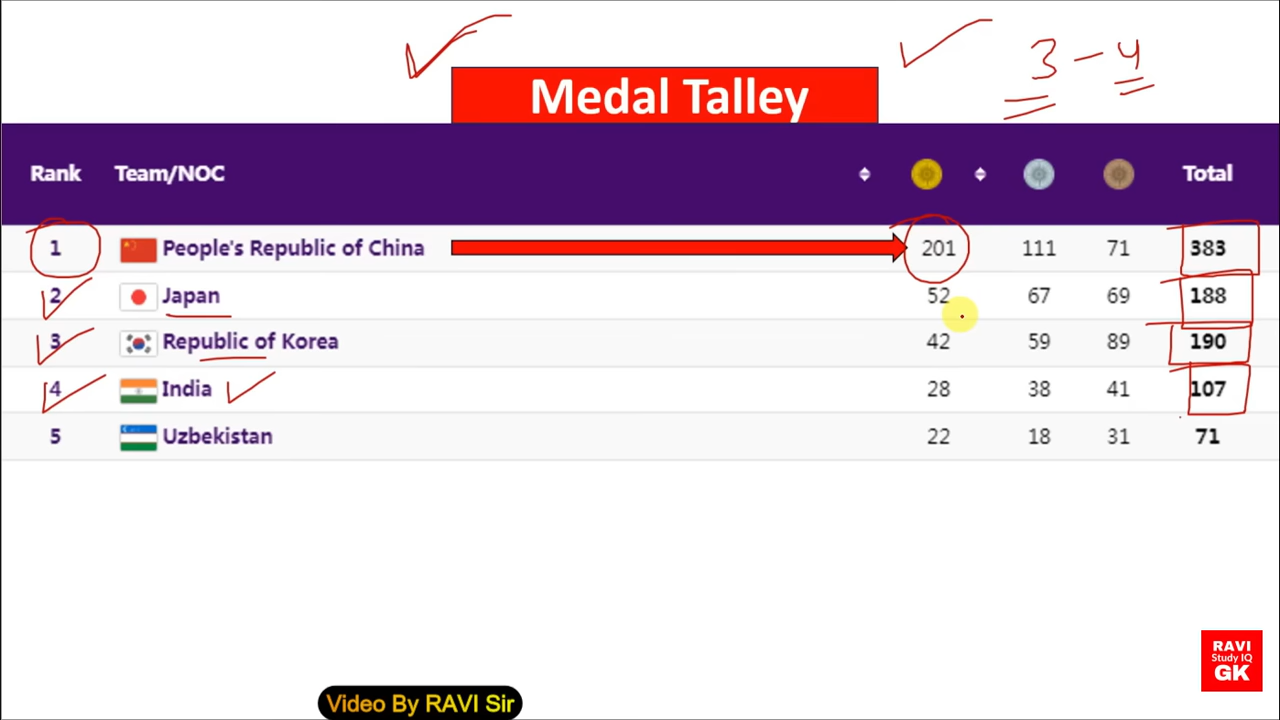 3 - 4
Medal Talley
Rank Team/NOC Total
1 People's Republic of China 201 111 71 383
2 Japan 52 67 69 188
3 Republic of Korea 42 59 89 190
4 India 28 38 41 107
5 Uzbekistan 22 18 31 71
RAVI
Study IQ
GK
Video By RAVI Sir